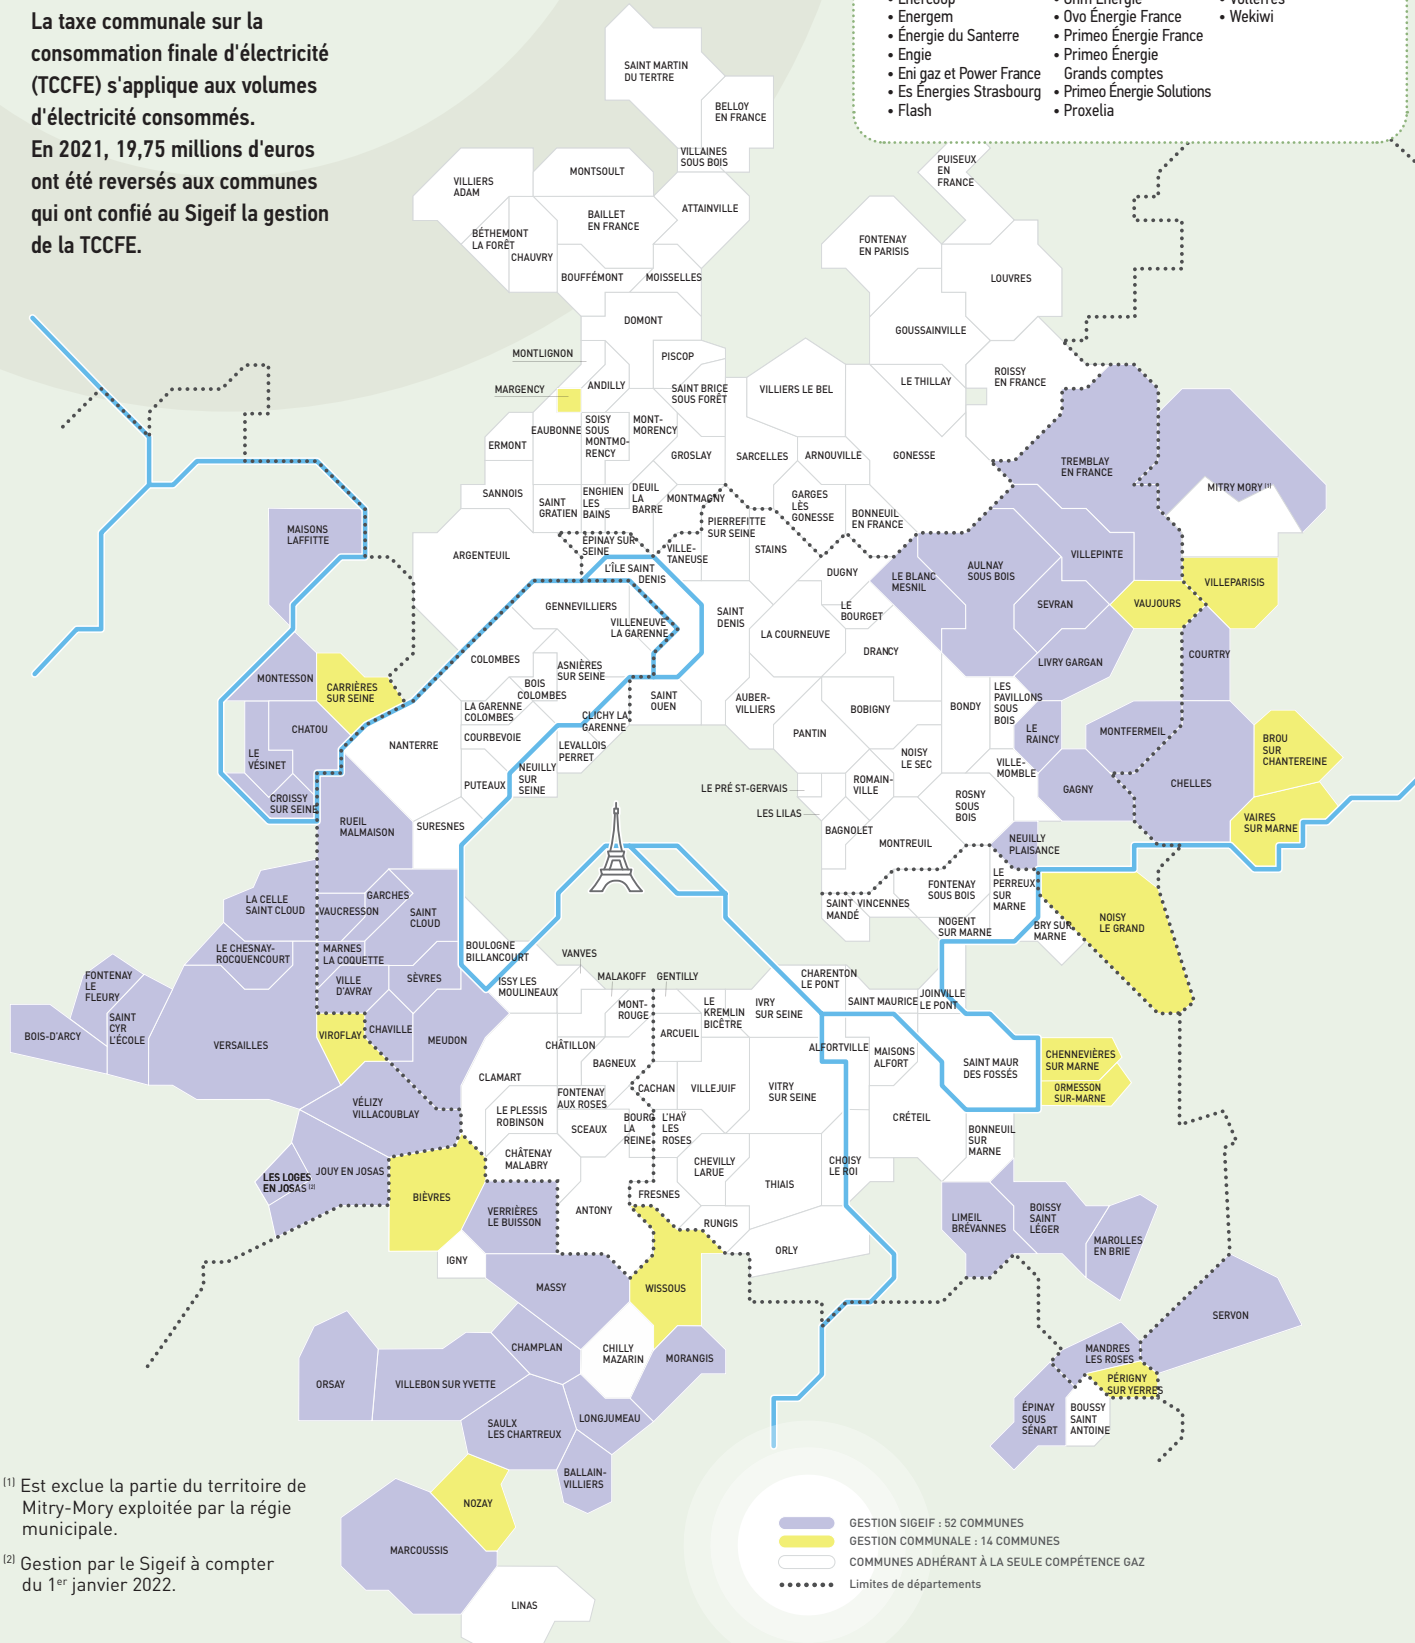 La taxe communale sur la
consommation finale d'électricité
(TCCFE) s'applique aux volumes
d'électricité consommés.
En 2021, 19,75 millions d'euros
ont été reversés aux communes
qui ont confié au Sigeif la gestion
de la TCCFE.
• Enercoop
• Energem
• Énergie du Santerre
• Engie
• Eni gaz et Power France
• Es Énergies Strasbourg
• Flash
• Ohm Énergie
• Ovo Énergie France
• Primeo Énergie France
• Primeo Énergie
Grands comptes
• Primeo Énergie Solutions
• Proxelia
• Volterres
• Wekiwi
SAINT MARTIN
DU TERTRE
BELLOY
EN FRANCE
VILLAINES
SOUS BOIS
MONTSOULT
VILLIERS
ADAM
ATTAINVILLE
BAILLET
EN FRANCE
BÉTHEMONT
LA FORÊT
CHAUVRY
BOUFFÉMONT
MOISSELLES
PUISEUX
EN
FRANCE
FONTENAY
EN PARISIS
LOUVRES
DOMONT
GOUSSAINVILLE
MONTLIGNON
PISCOP
MARGENCY
ANDILLY
SAINT BRICE
SOUS FORÊT
VILLIERS LE BEL
LE THILLAY
ROISSY
EN FRANCE
ERMONT
EAUBONNE
SOISY
SOUS
MONTMO-
RENCY
MONT-
MORENCY
GROSLAY
SARCELLES
ARNOUVILLE
GONESSE
TREMBLAY
EN FRANCE
MITRY MORY (1)
SANNOIS
SAINT
GRATIEN
ENGHIEN
LES
BAINS
DEUIL
LA
BARRE
MONTMAGNY
GARGES
LÈS
GONESSE
BONNEUIL
EN FRANCE
MAISONS
LAFFITTE
ARGENTEUIL
ÉPINAY SUR
SEINE
VILLE-
TANEUSE
PIERREFITTE
SUR SEINE
STAINS
L'ÎLE SAINT
DENIS
DUGNY
LE BLANC
MESNIL
AULNAY
SOUS BOIS
VILLEPINTE
VILLEPARISIS
VAUJOURS
SEVRAN
GENNEVILLIERS
VILLENEUVE
LA GARENNE
SAINT
DENIS
LA COURNEUVE
LE
BOURGET
DRANCY
LIVRY GARGAN
COURTRY
COLOMBES
ASNIÈRES
SUR SEINE
BOIS
COLOMBES
MONTESSON
CARRIÈRES
SUR SEINE
LA GARENNE
COLOMBES
CLICHY LA
GARENNE
SAINT
OUEN
AUBER-
VILLIERS
BOBIGNY
BONDY
LES
PAVILLONS
SOUS
BOIS
CHATOU
NANTERRE
COURBEVOIE
LEVALLOIS
PERRET
PANTIN
NOISY
LE SEC
LE
RAINCY
MONTFERMEIL
BROU
SUR
CHANTEREINE
LE
VÉSINET
PUTEAUX
NEUILLY
SUR
SEINE
LE PRÉ ST-GERVAIS
ROMAIN-
VILLE
VILLE-
MOMBLE
GAGNY
CHELLES
CROISSY
SUR SEINE
LES LILAS
ROSNY
SOUS
BOIS
VAIRES
SUR MARNE
RUEIL
MALMAISON
SURESNES
BAGNOLET
MONTREUIL
NEUILLY
PLAISANCE
LA CELLE
SAINT CLOUD
VAUCRESSON
GARCHES
SAINT
CLOUD
SAINT
MANDÉ
VINCENNES
FONTENAY
SOUS BOIS
LE
PERREUX
SUR
MARNE
NOGENT
SUR MARNE
BRY SUR
MARNE
NOISY
LE GRAND
LE CHESNAY-
ROCQUENCOURT
MARNES
LA COQUETTE
BOULOGNE
BILLANCOURT
VANVES
FONTENAY
LE
FLEURY
VILLE
D'AVRAY
SÈVRES
ISSY LES
MOULINEAUX
MALAKOFF
GENTILLY
CHARENTON
LE PONT
SAINT MAURICE
JOINVILLE
LE PONT
BOIS-D'ARCY
SAINT
CYR
L'ÉCOLE
VERSAILLES
VIROFLAY
CHAVILLE
MEUDON
MONT-
ROUGE
ARCUEIL
LE
KREMLIN
BICÊTRE
IVRY
SUR SEINE
CHÂTILLON
BAGNEUX
ALFORTVILLE
MAISONS
ALFORT
SAINT MAUR
DES FOSSÉS
CHENNEVIÈRES
SUR MARNE
ORMESSON
SUR-MARNE
CLAMART
FONTENAY
AUX ROSES
CACHAN
VILLEJUIF
VITRY
SUR SEINE
VÉLIZY
VILLACOUBLAY
LE PLESSIS
ROBINSON
SCEAUX
BOURG
LA
REINE
L'HAŸ
LES
ROSES
CRÉTEIL
BONNEUIL
SUR
MARNE
LES LOGES
EN JOSAS (2)
JOUY EN JOSAS
CHÂTENAY
MALABRY
CHEVILLY
LARUE
THIAIS
CHOISY
LE ROI
BIÈVRES
VERRIÈRES
LE BUISSON
ANTONY
FRESNES
RUNGIS
ORLY
LIMEIL
BRÉVANNES
BOISSY
SAINT
LÉGER
MAROLLES
EN BRIE
IGNY
MASSY
WISSOUS
SERVON
CHAMPLAN
CHILLY
MAZARIN
MORANGIS
MANDRES
LES ROSES
PÉRIGNY
SUR YERRES
ORSAY
VILLEBON SUR YVETTE
SAULX
LES CHARTREUX
LONGJUMEAU
ÉPINAY
SOUS
SÉNART
BOUSSY
SAINT
ANTOINE
BALLAIN-
VILLIERS
NOZAY
MARCOUSSIS
LINAS
(1) Est exclue la partie du territoire de
Mitry-Mory exploitée par la régie
municipale.
(2) Gestion par le Sigeif à compter
du 1er janvier 2022.
GESTION SIGEIF : 52 COMMUNES
GESTION COMMUNALE : 14 COMMUNES
COMMUNES ADHÉRANT À LA SEULE COMPÉTENCE GAZ
Limites de départements